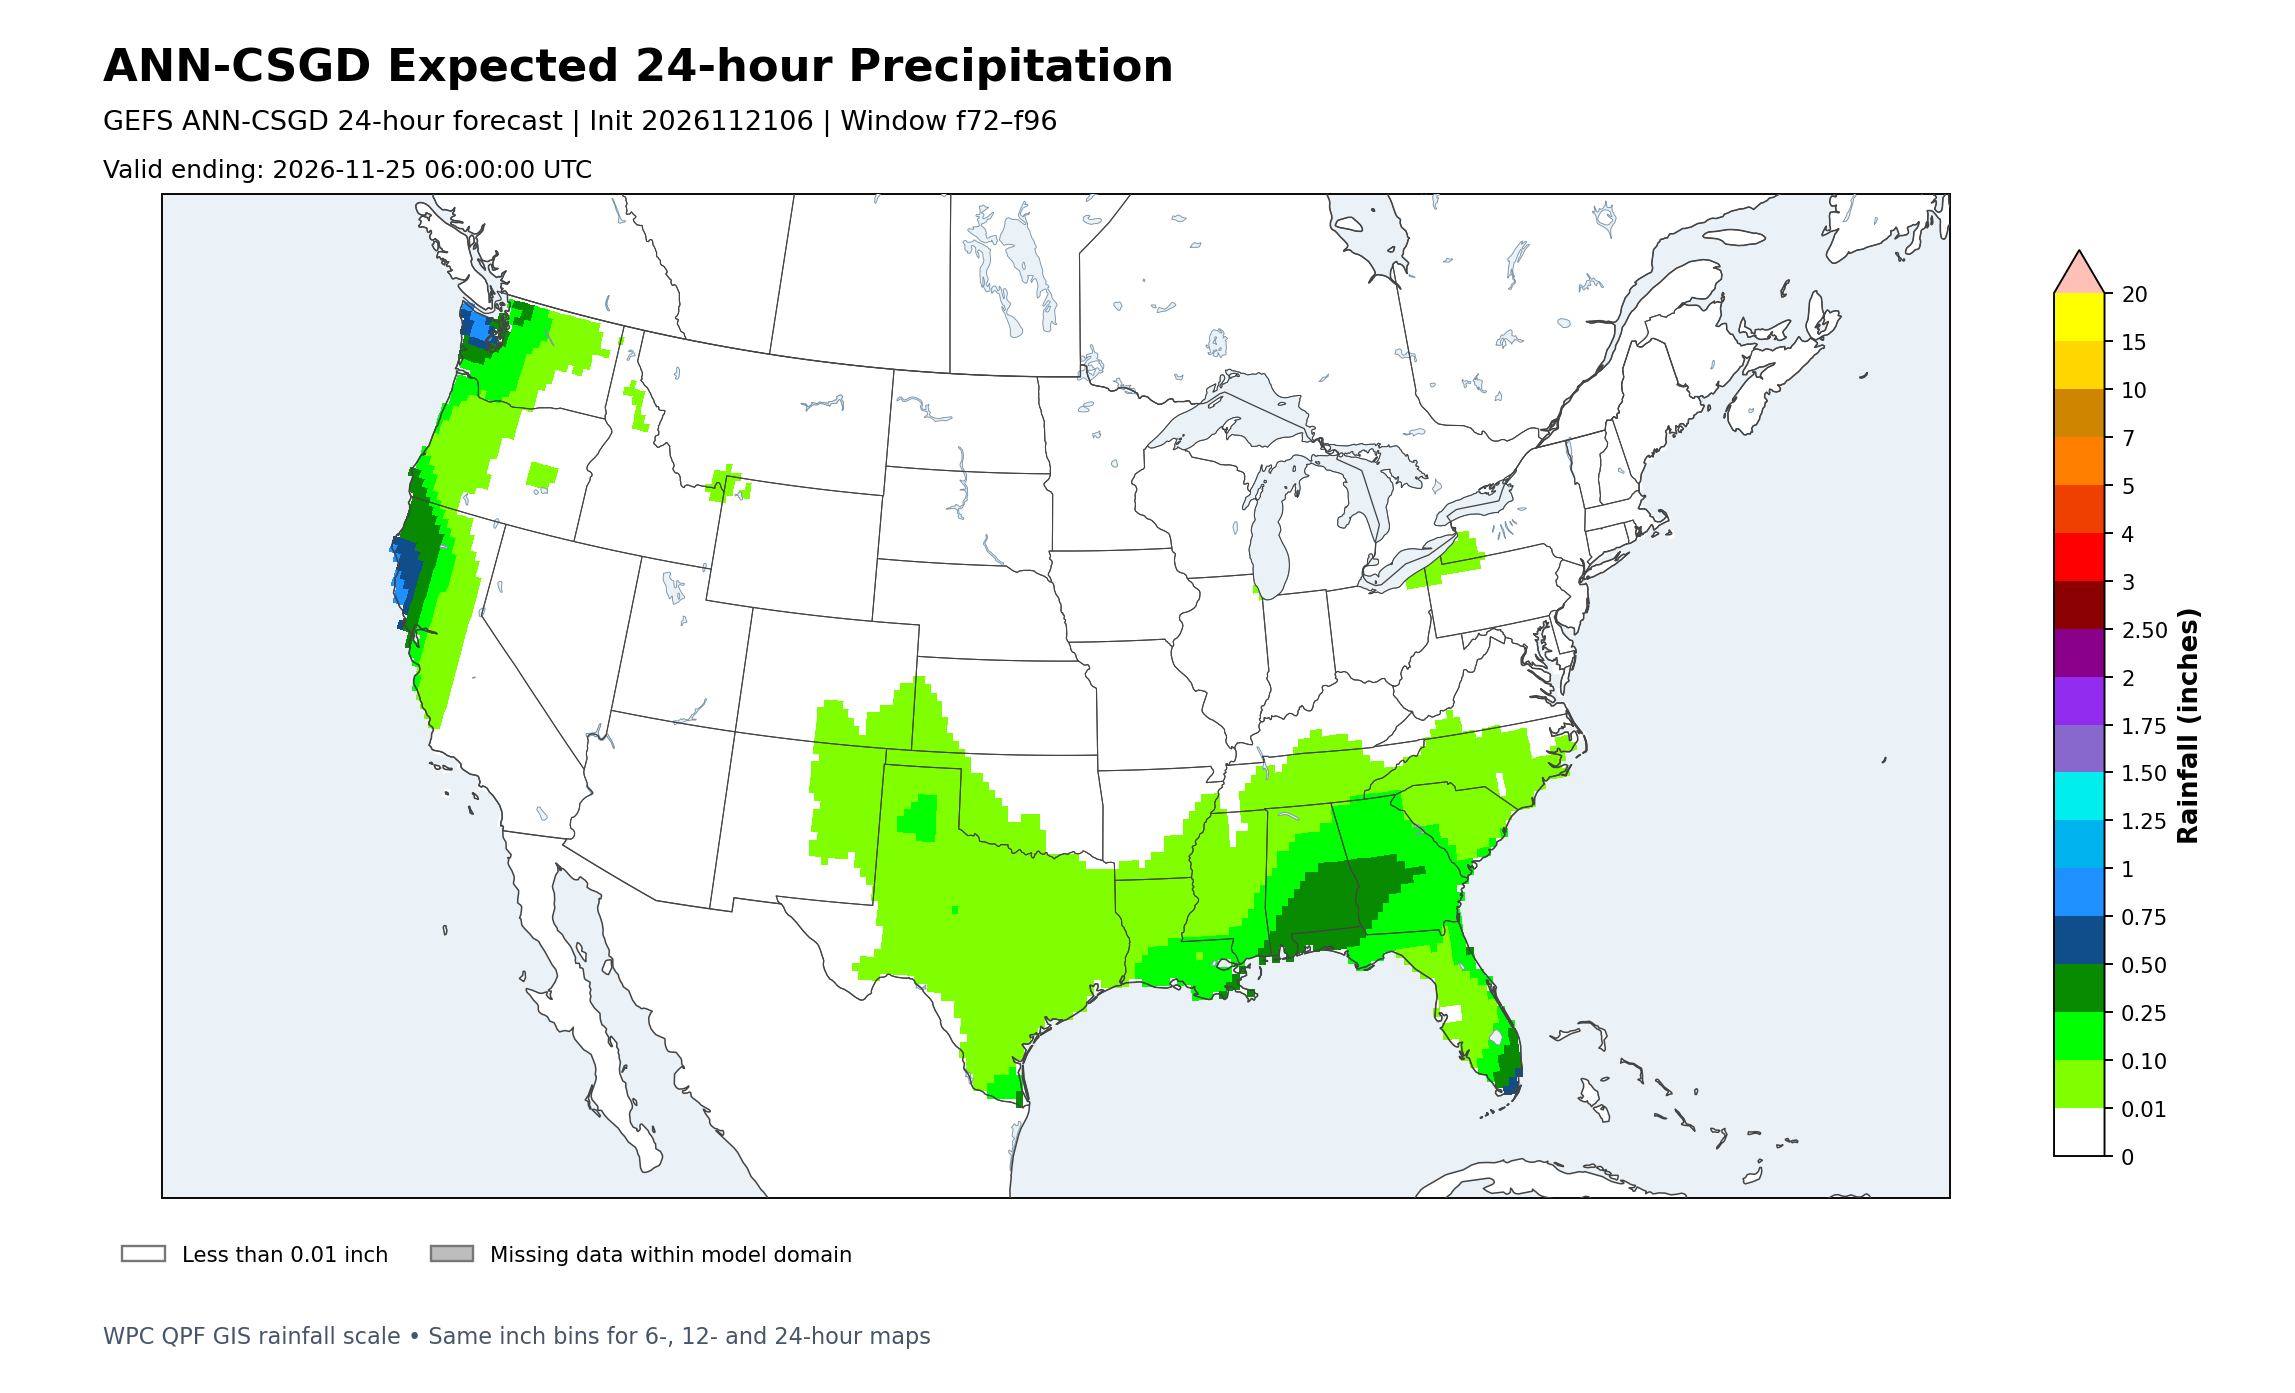 ANN-CSGD Expected 24-hour Precipitation
GEFS ANN-CSGD 24-hour forecast | Init 2026112106 | Window f72–f96
Valid ending: 2026-11-25 06:00:00 UTC
20
15
10
7
5
4
3
2.50
2
1.75
1.50
1.25
1
0.75
0.50
0.25
0.10
0.01
0
Rainfall (inches)
Less than 0.01 inch
Missing data within model domain
WPC QPF GIS rainfall scale • Same inch bins for 6-, 12- and 24-hour maps